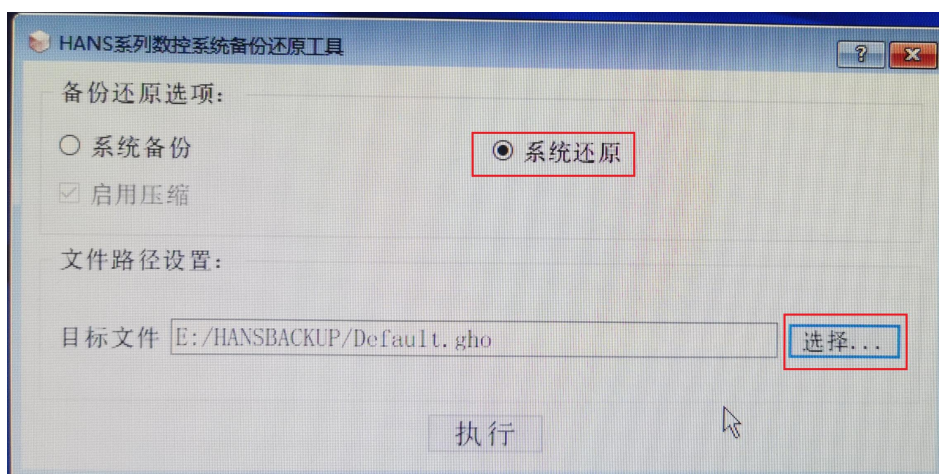 HANS系列数控系统备份还原工具
?
备份还原选项：
系统备份
系统还原
启用压缩
文件路径设置：
目标文件 E:/HANSBACKUP/Default.gho 选择...
执行